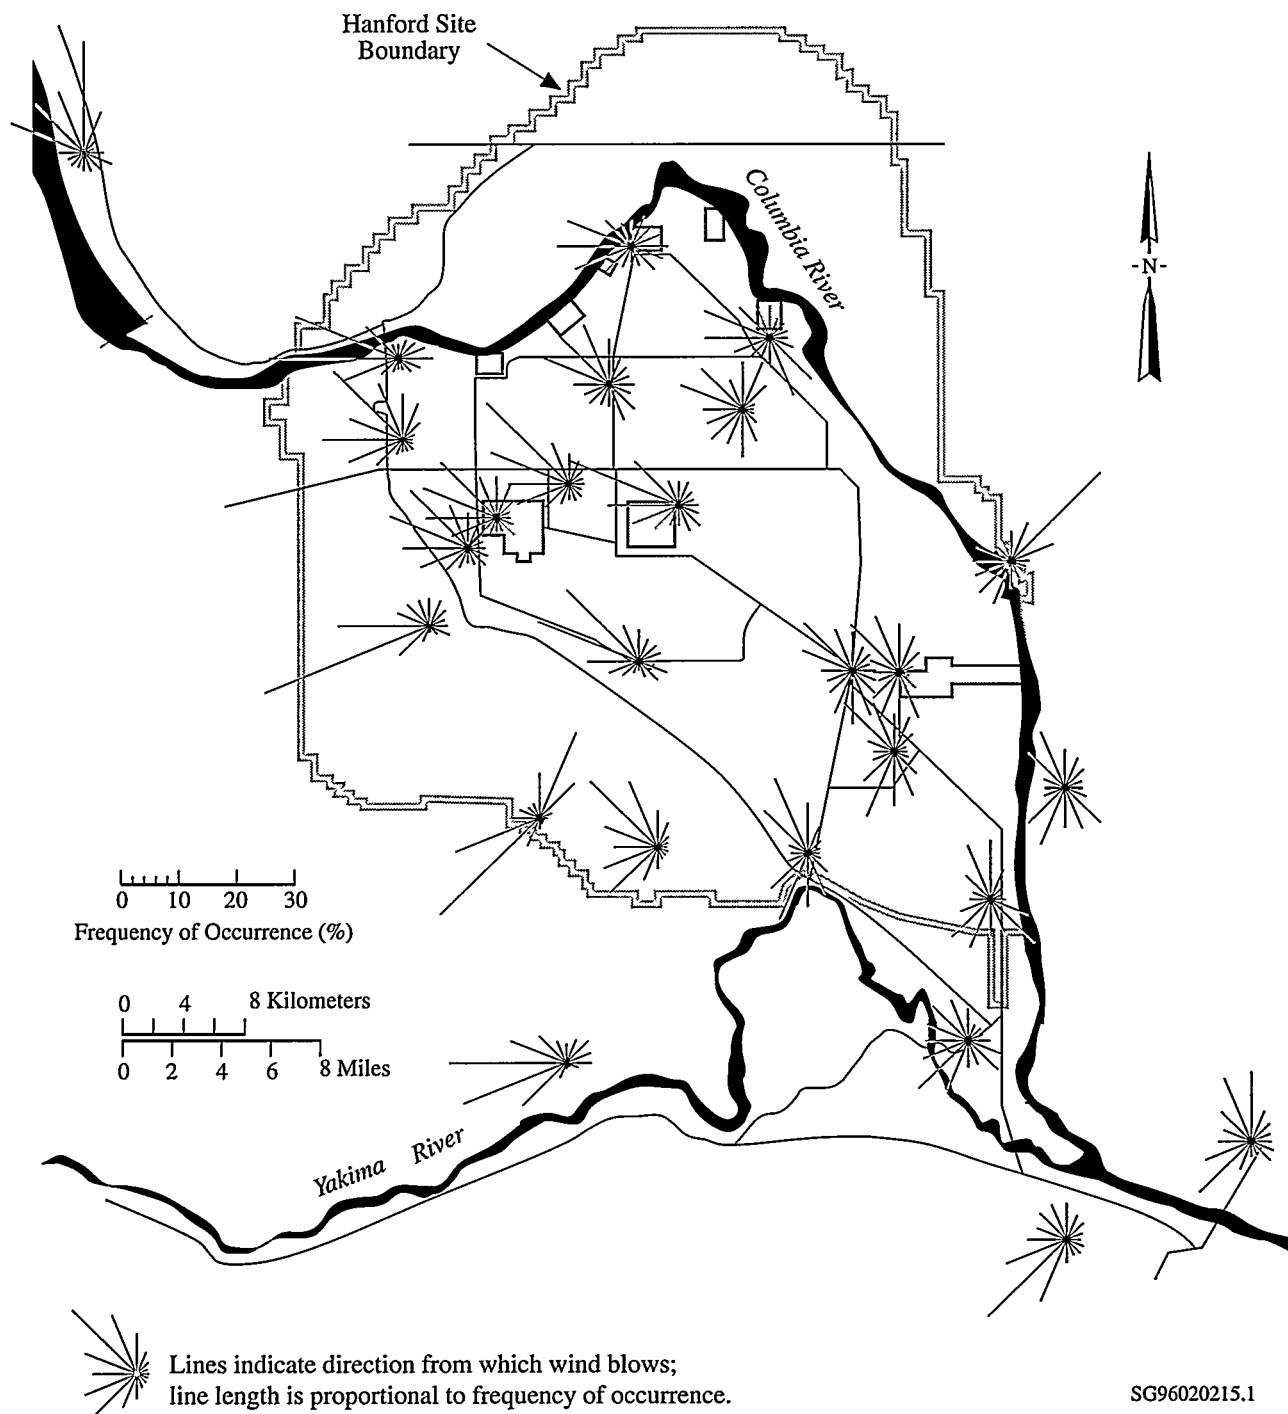 Hanford Site
Boundary
Columbia River
-N-
0 10 20 30
Frequency of Occurrence (%)
0 4 8 Kilometers
0 2 4 6 8 Miles
Yakima River
Lines indicate direction from which wind blows;
line length is proportional to frequency of occurrence.
SG96020215.1